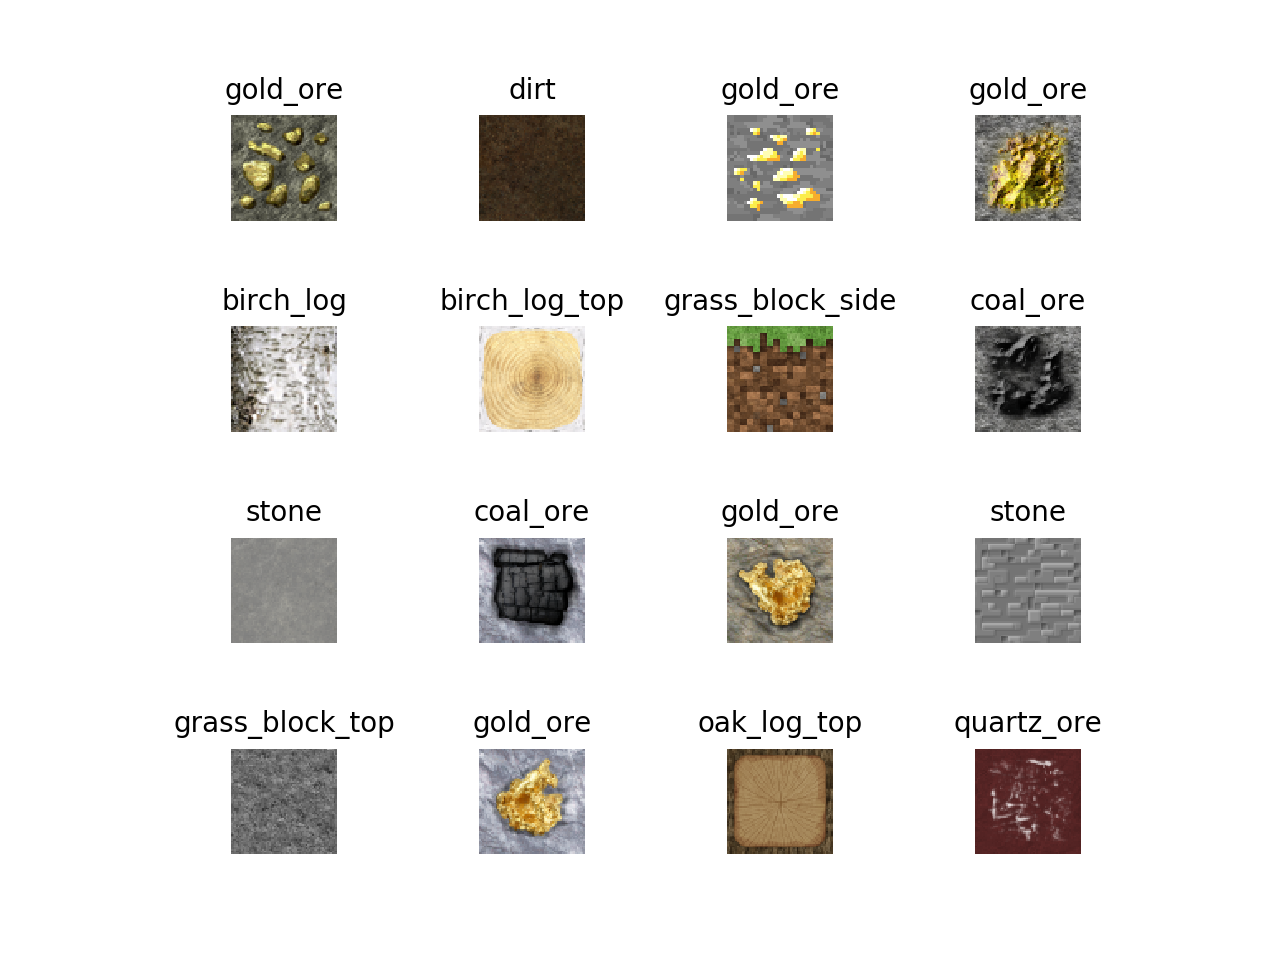 gold_ore
dirt
gold_ore
gold_ore
birch_log
birch_log_top
grass_block_side
coal_ore
stone
coal_ore
gold_ore
stone
grass_block_top
gold_ore
oak_log_top
quartz_ore